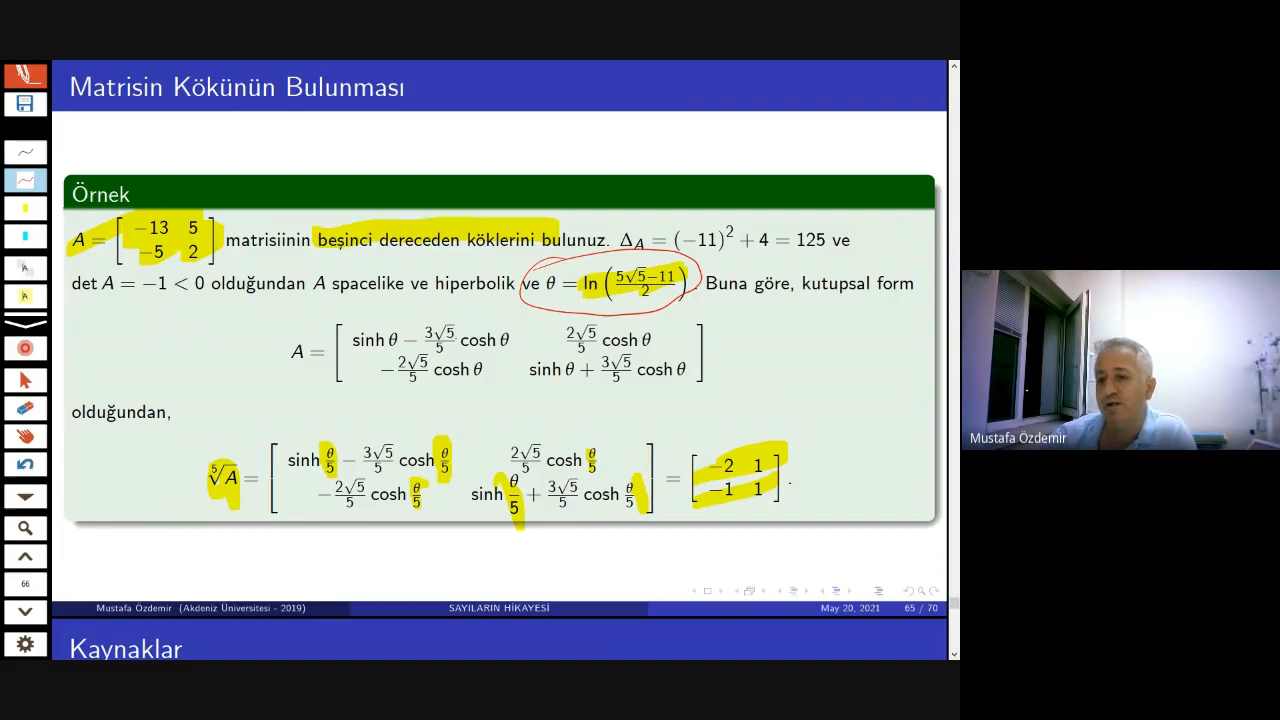 Matrisin Kökünün Bulunması
Örnek
A = [ −13 5 ; −5 2 ] matrisiinin beşinci dereceden köklerini bulunuz. Δ_A = (−11)² + 4 = 125 ve
det A = −1 < 0 olduğundan A spacelike ve hiperbolik ve θ = ln ( (5√5−11)/2 ) . Buna göre, kutupsal form
A = [ sinh θ − (3√5/5) cosh θ   (2√5/5) cosh θ ; −(2√5/5) cosh θ   sinh θ + (3√5/5) cosh θ ]
olduğundan,
⁵√A = [ sinh θ/5 − (3√5/5) cosh θ/5   (2√5/5) cosh θ/5 ; −(2√5/5) cosh θ/5   sinh θ/5 + (3√5/5) cosh θ/5 ] = [ −2 1 ; −1 1 ] .
Mustafa Özdemir
66
Mustafa Özdemir (Akdeniz Üniversitesi - 2019) SAYILARIN HİKAYESİ May 20, 2021 65 / 70
Kaynaklar